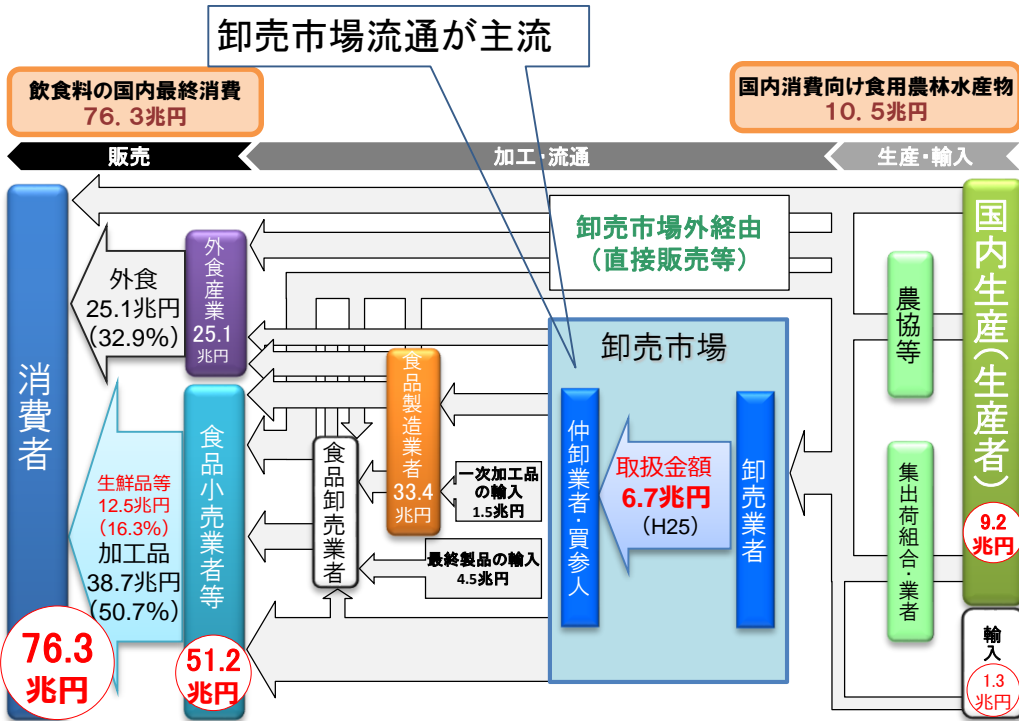 卸売市場流通が主流
飲食料の国内最終消費
76.3兆円
国内消費向け食用農林水産物
10.5兆円
販売
加工・流通
生産・輸入
消費者
76.3
兆円
外食
25.1兆円
(32.9%)
生鮮品等
12.5兆円
(16.3%)
加工品
38.7兆円
(50.7%)
外食産業
25.1
兆円
食品小売業者等
51.2
兆円
食品卸売業者
食品製造業者
33.4
兆円
一次加工品
の輸入
1.5兆円
最終製品の輸入
4.5兆円
卸売市場外経由
(直接販売等)
卸売市場
仲卸業者・買参人
取扱金額
6.7兆円
(H25)
卸売業者
農協等
集出荷組合・業者
国内生産(生産者)
9.2
兆円
輸入
1.3
兆円